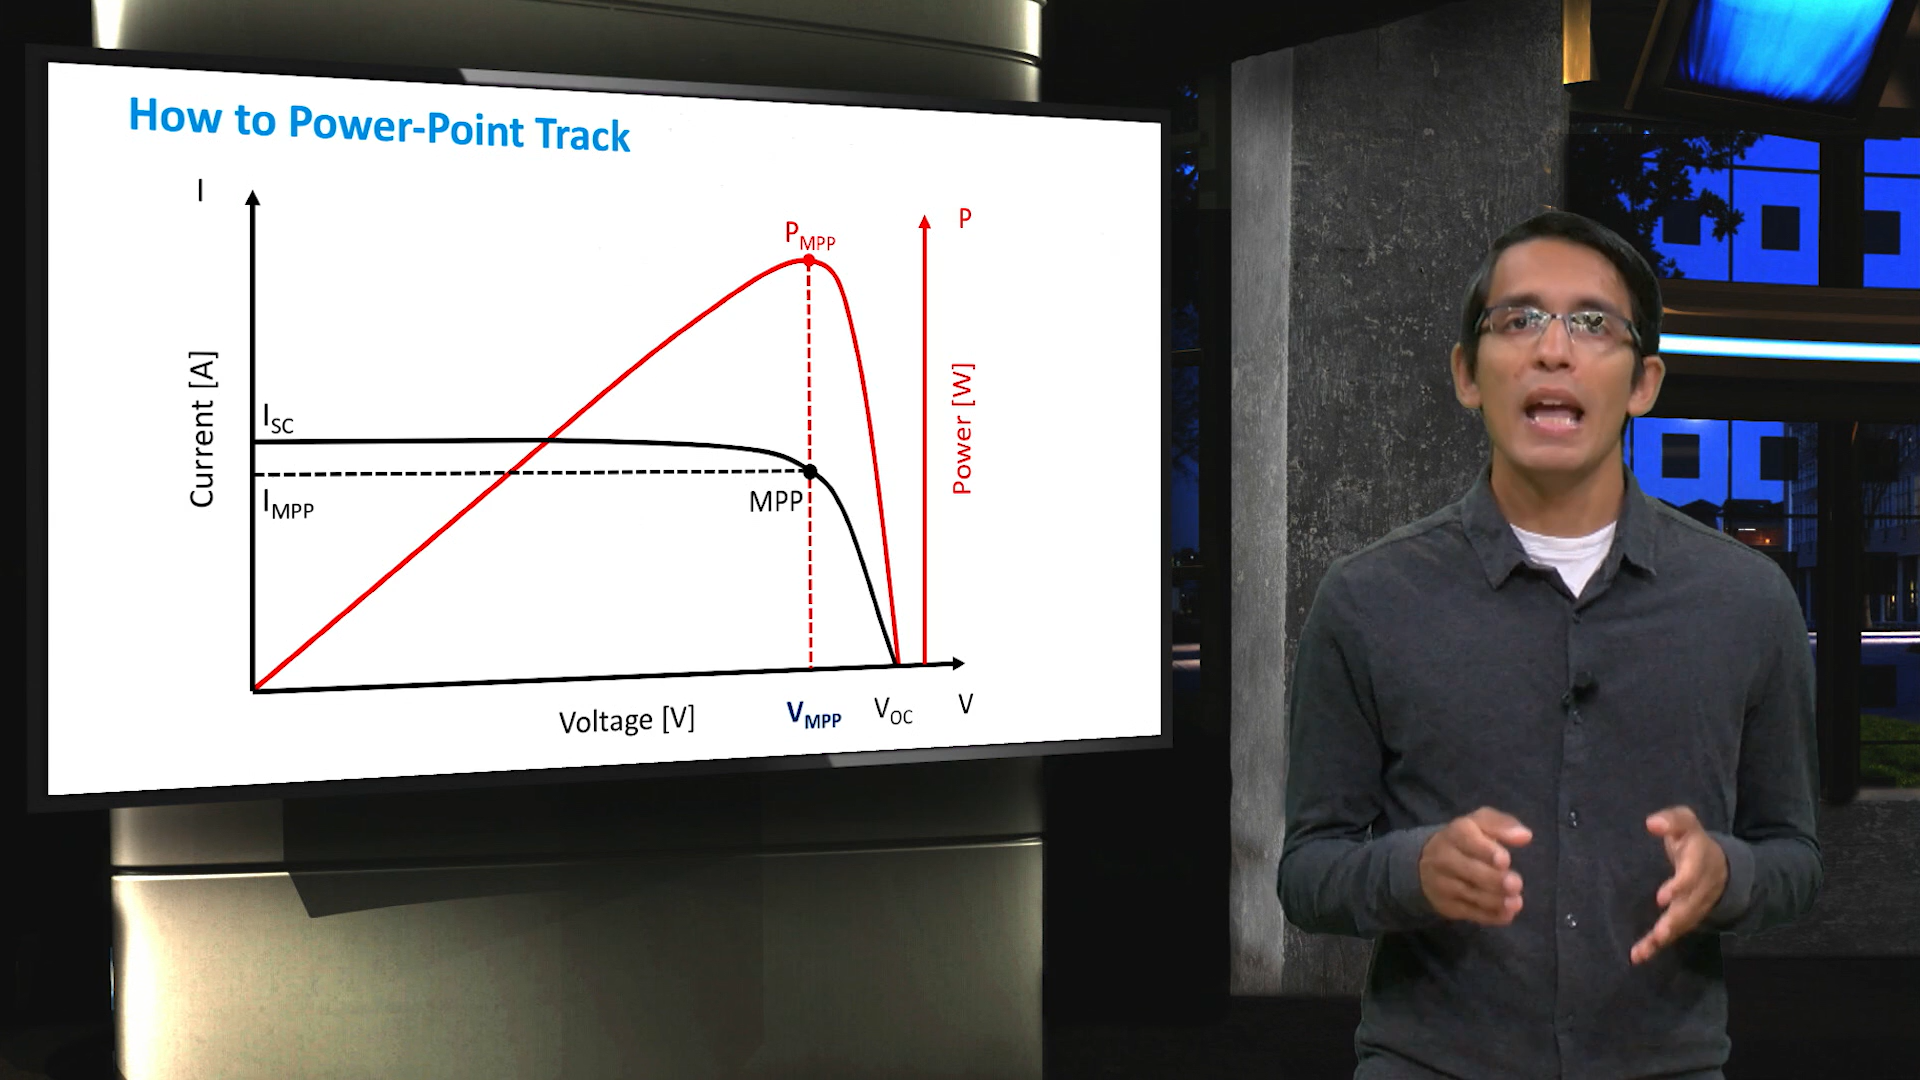 How to Power-Point Track
I
P
P_MPP
Current [A]
Power [W]
I_SC
I_MPP
MPP
Voltage [V]
V_MPP
V_OC
V